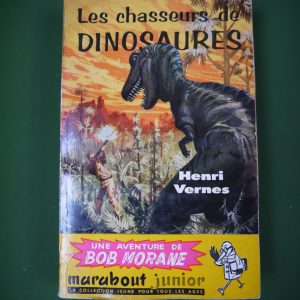 Les chasseurs de
DINOSAURES
Henri
Vernes
UNE AVENTURE DE
BOB MORANE
marabout junior
LA COLLECTION JEUNE POUR TOUS LES AGES